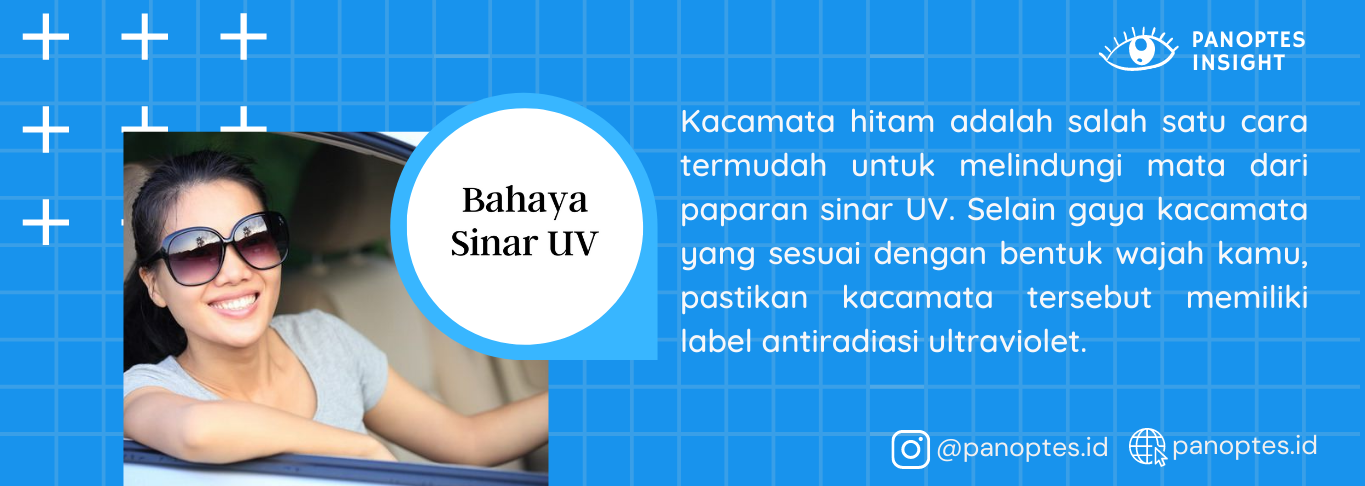 PANOPTES
INSIGHT
Bahaya
Sinar UV
Kacamata hitam adalah salah satu cara
termudah untuk melindungi mata dari
paparan sinar UV. Selain gaya kacamata
yang sesuai dengan bentuk wajah kamu,
pastikan kacamata tersebut memiliki
label antiradiasi ultraviolet.
@panoptes.id
panoptes.id